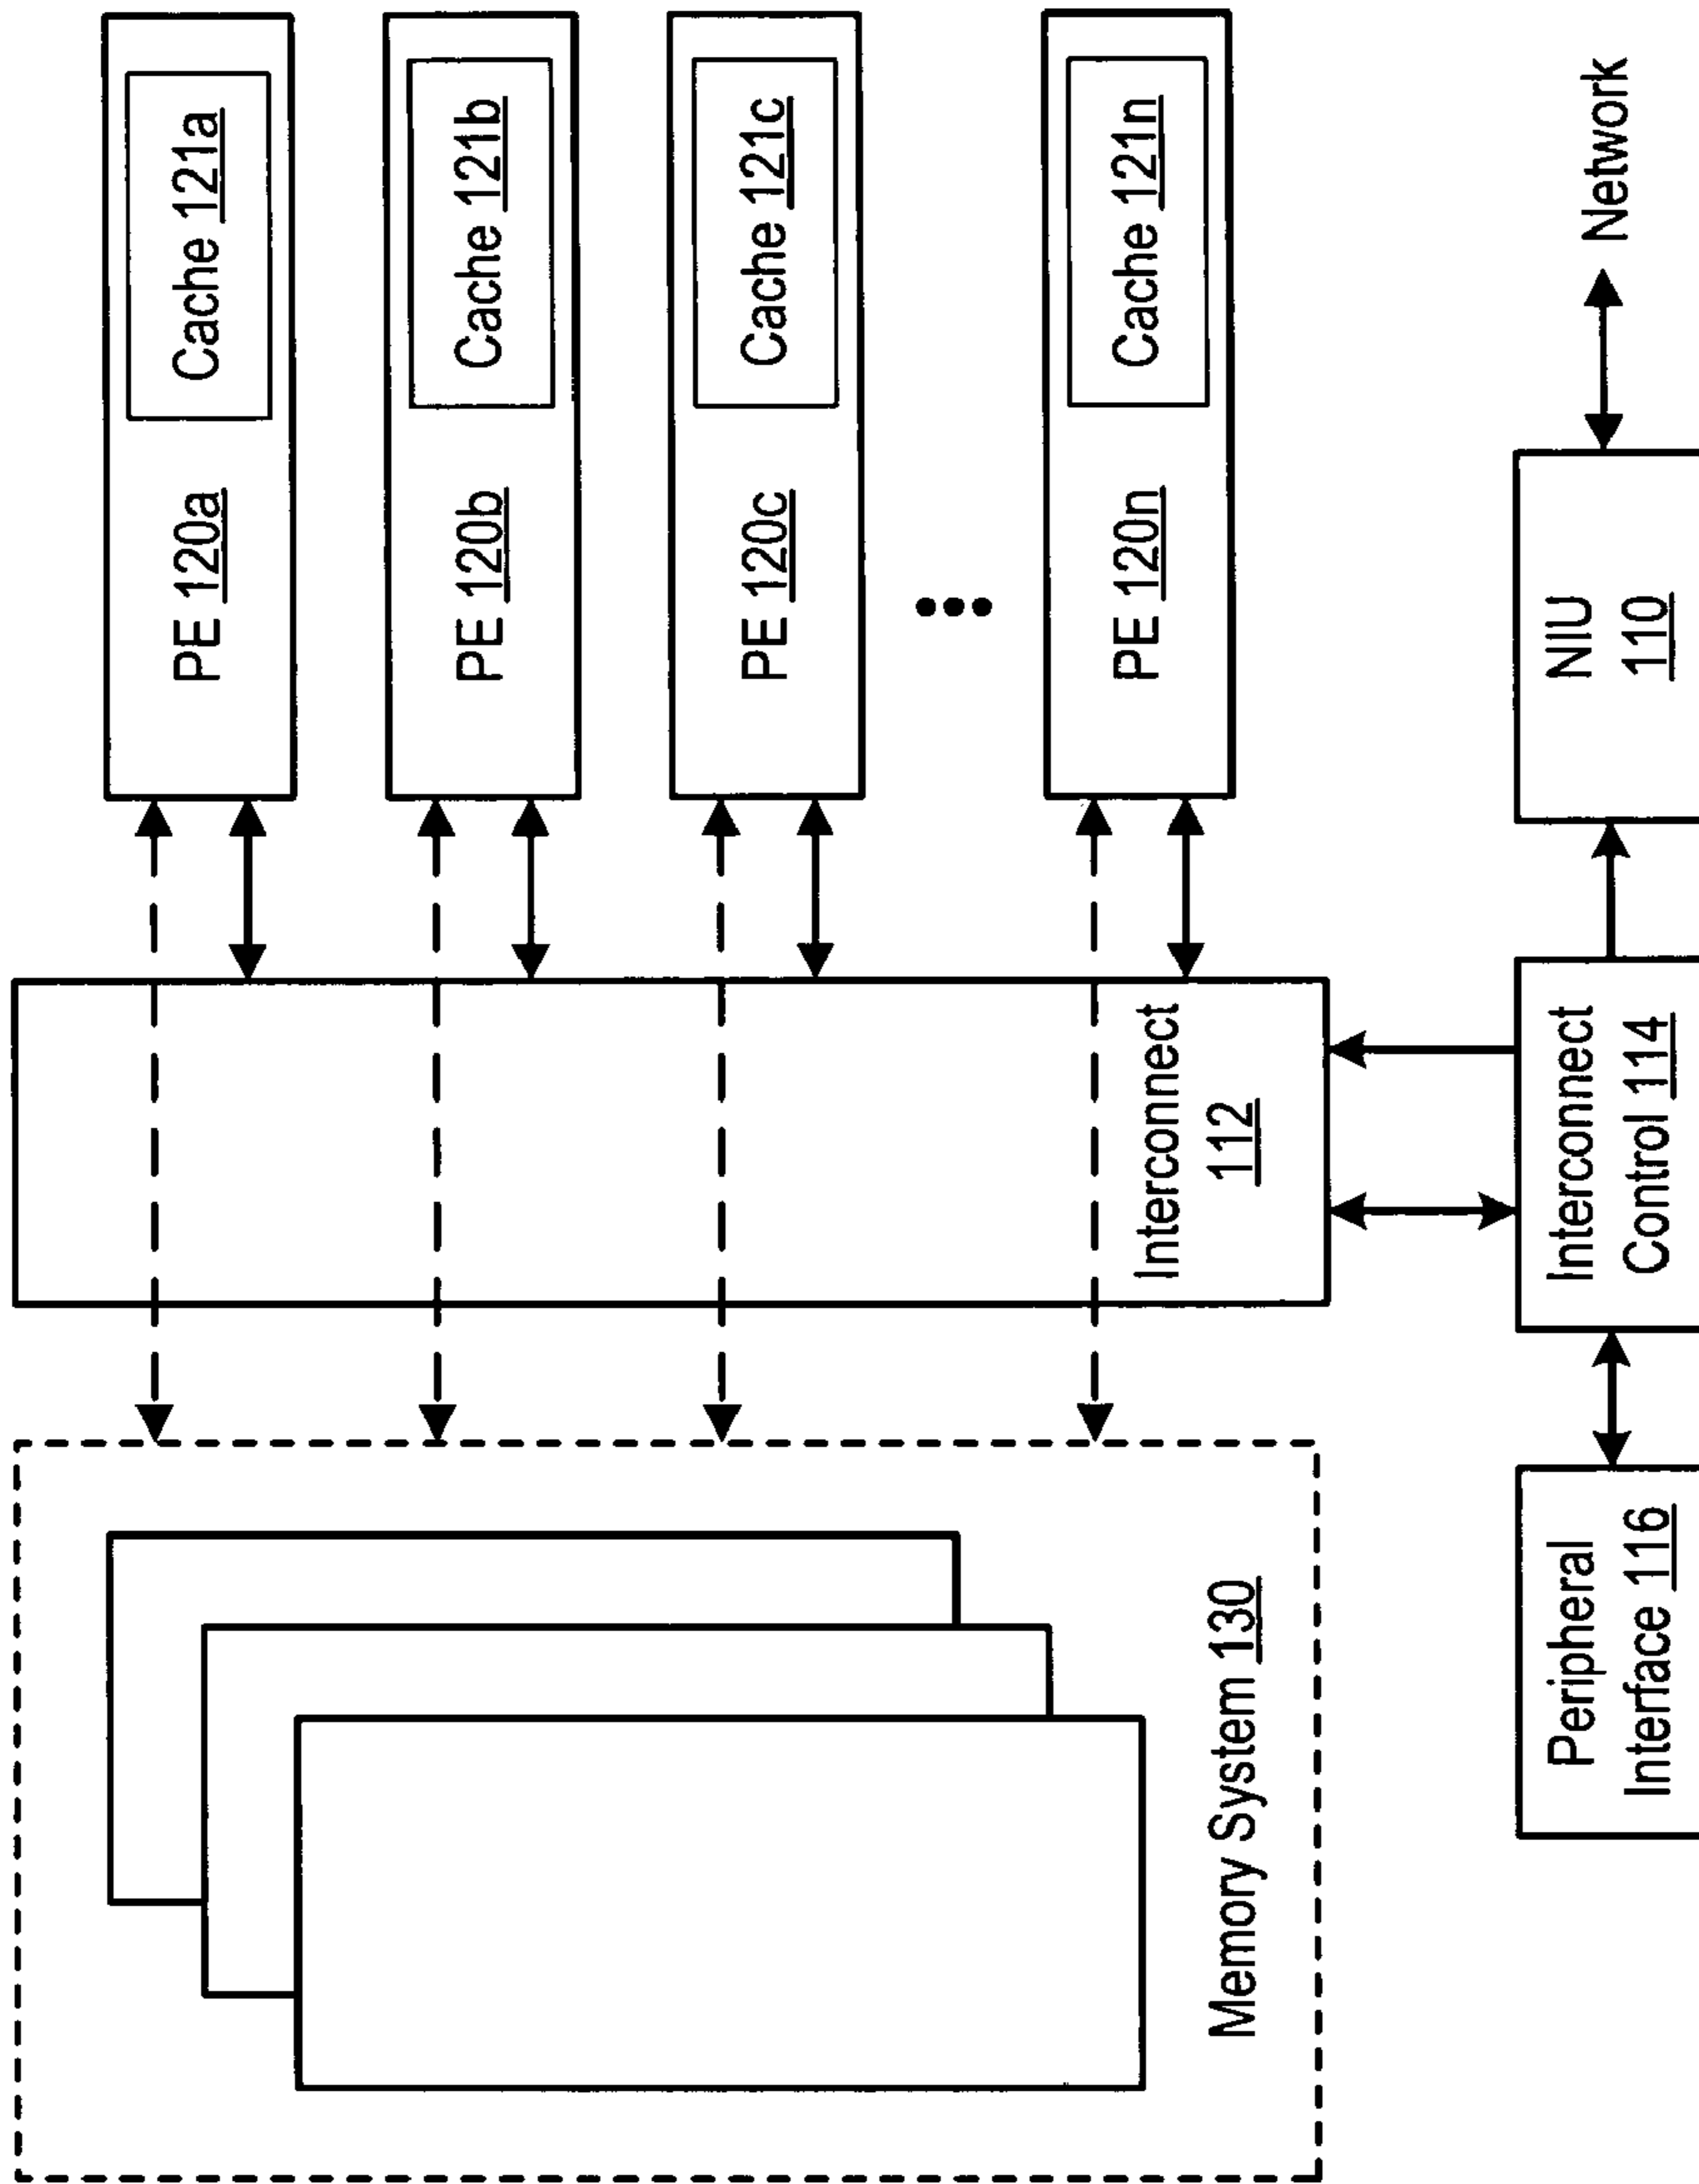 PE 120a Cache 121a
PE 120b Cache 121b
PE 120c Cache 121c
PE 120n Cache 121n
Interconnect
112
Memory System 130
Peripheral
Interface 116
Interconnect
Control 114
NIU
110
Network